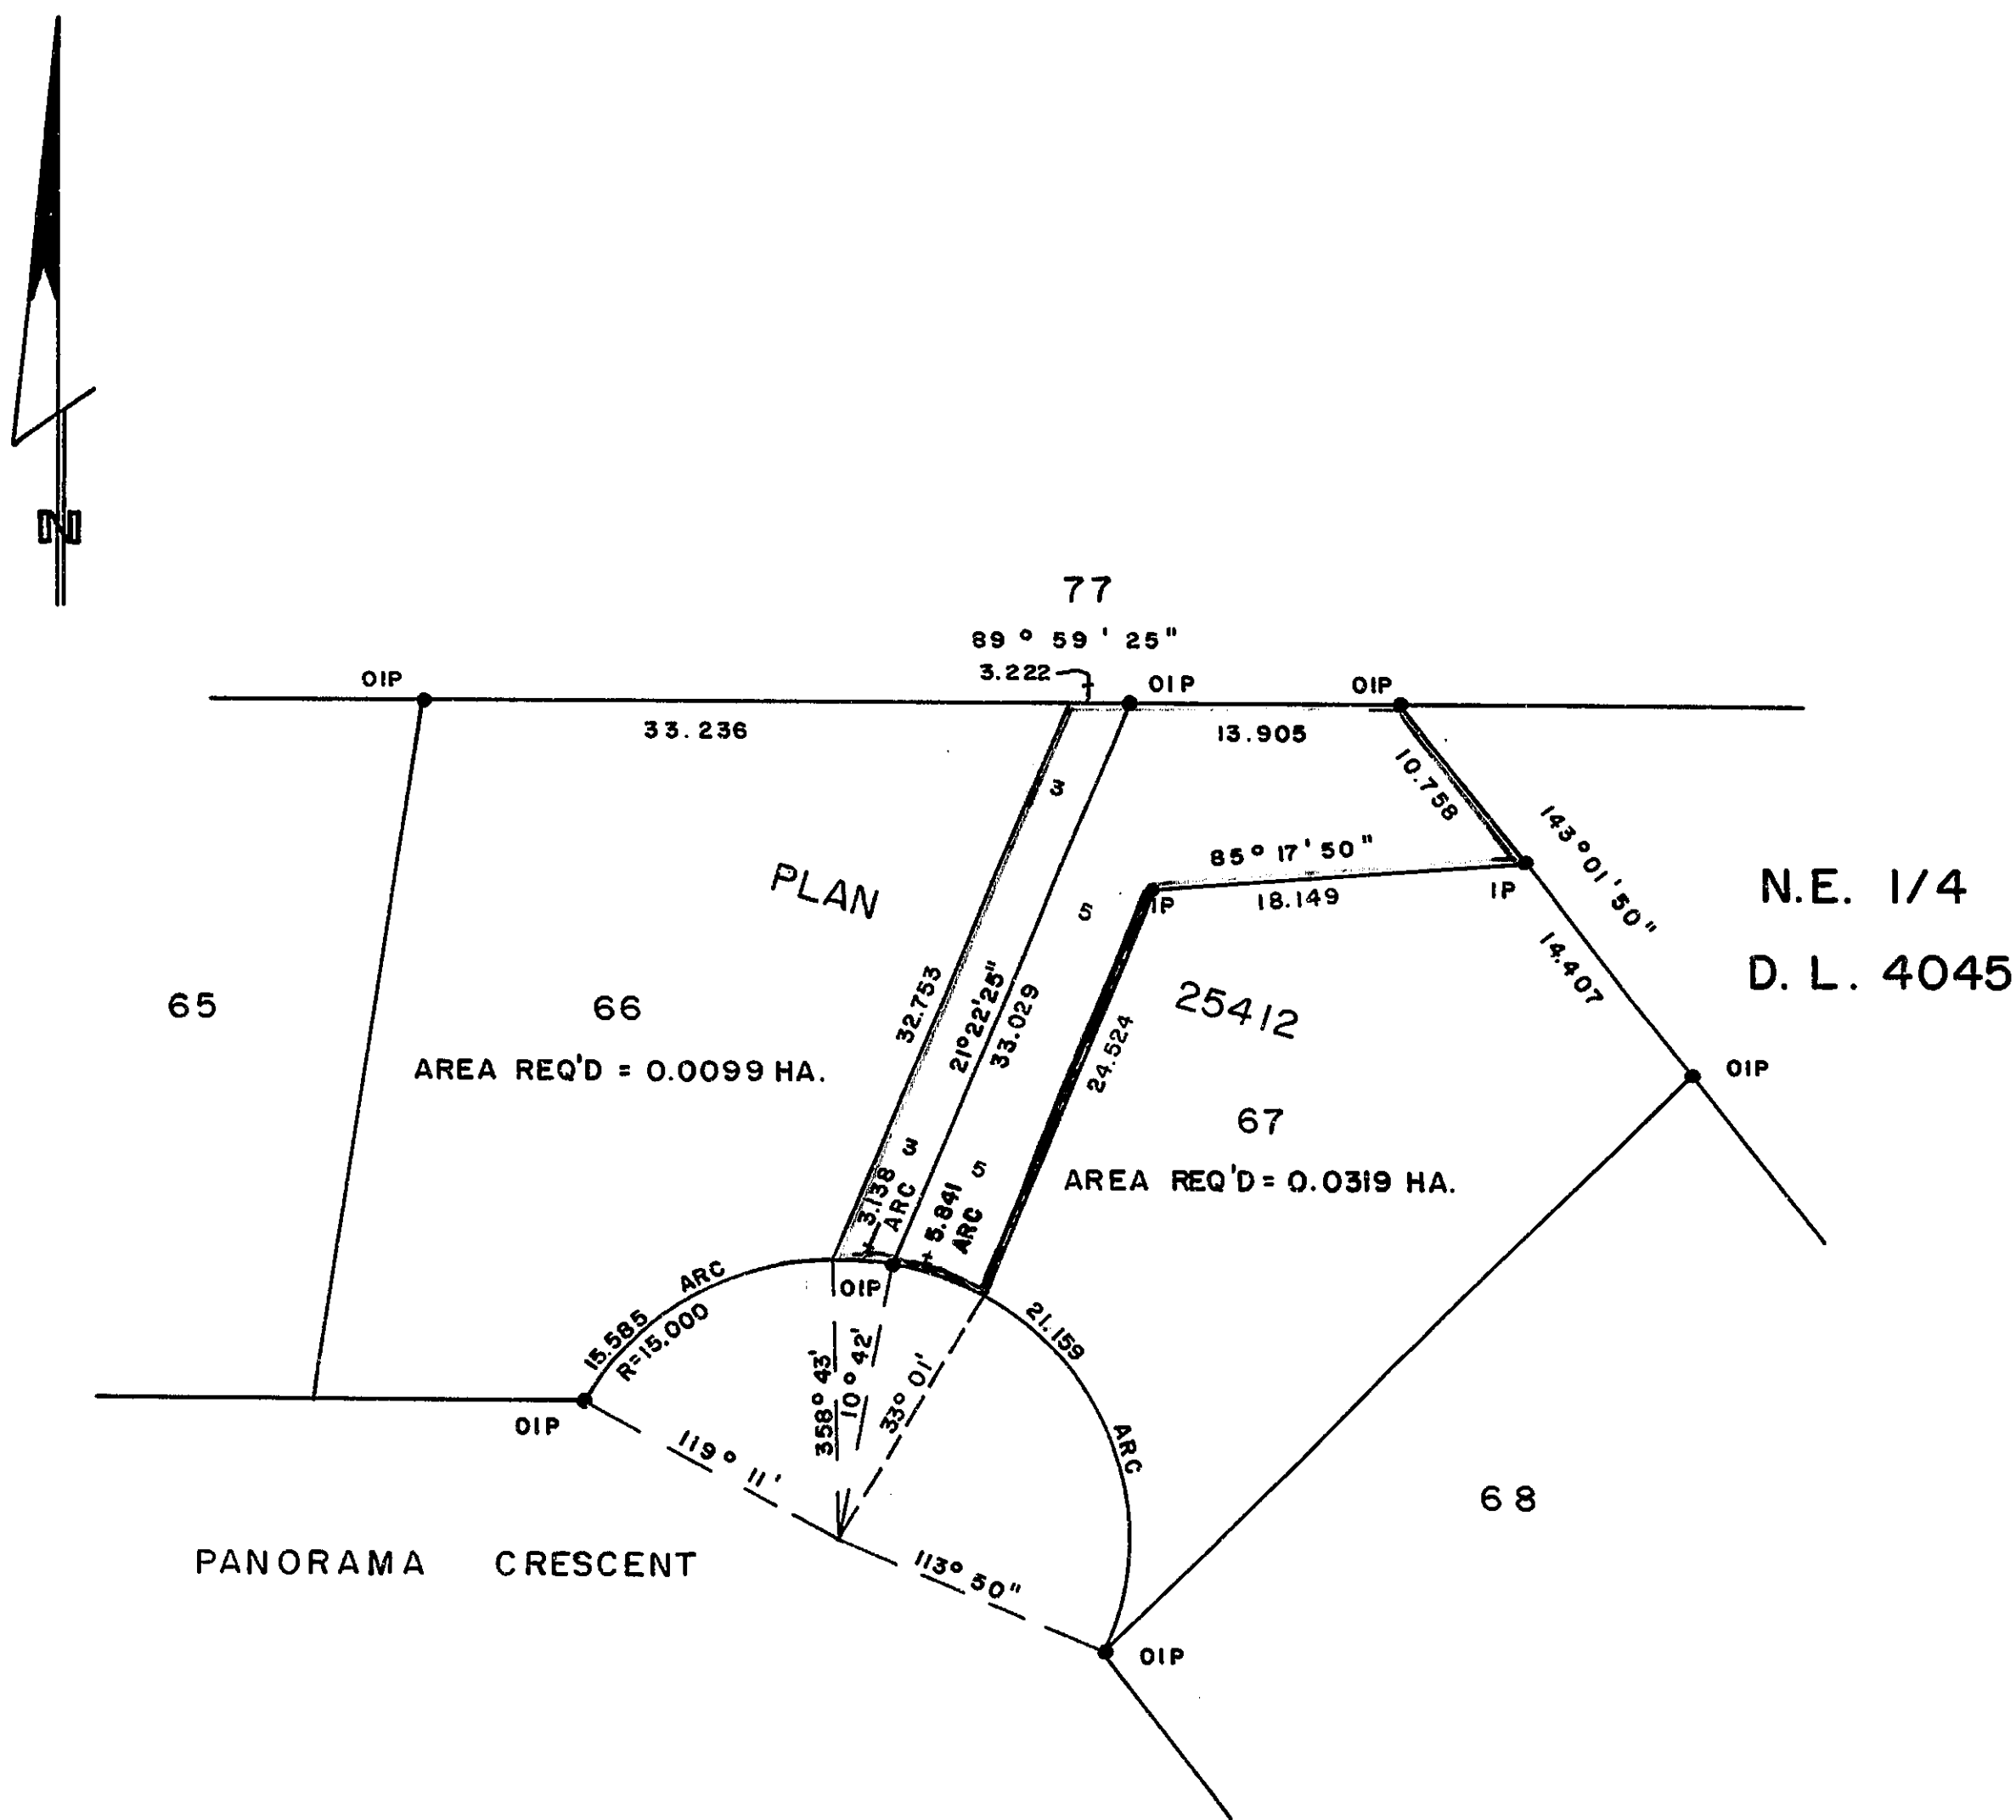 N
77
89° 59' 25"
3.222
OIP
OIP
OIP
33.236
13.905
3
10.758
143° 01' 50"
PLAN
85° 17' 50"
18.149
IP
IP
5
N.E. 1/4
D. L. 4045
14.407
65
66
32.753
21° 22' 25"
33.029
24.524
25412
AREA REQ'D = 0.0099 HA.
OIP
67
AREA REQ'D = 0.0319 HA.
3
3.138
ARC
5
5.841
ARC
ARC
15.585
R=15.000
OIP
21.159
ARC
358° 43'
10° 42'
33° 01'
OIP
119° 11'
68
PANORAMA CRESCENT
113° 50"
OIP